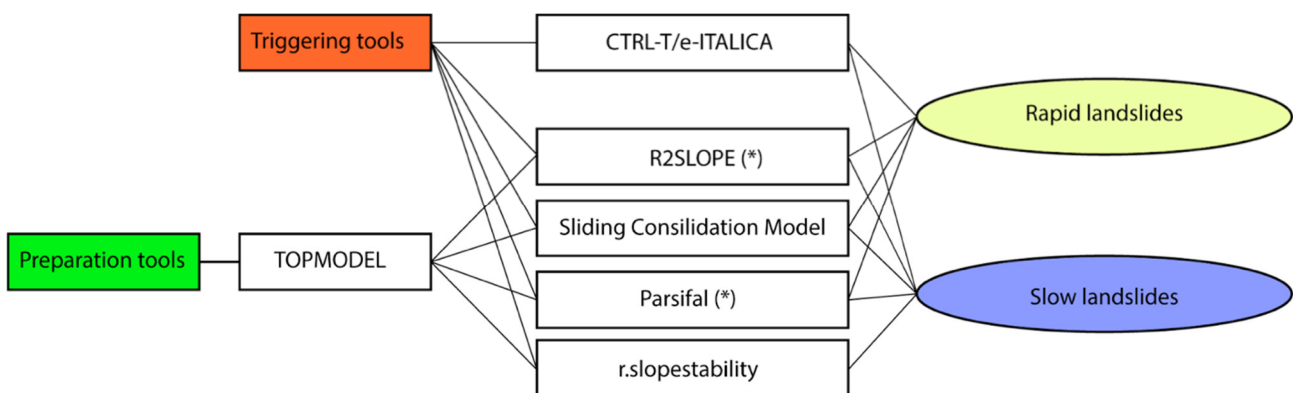 Triggering tools
CTRL-T/e-ITALICA
Rapid landslides
R2SLOPE (*)
Sliding Consilidation Model
Preparation tools
TOPMODEL
Parsifal (*)
Slow landslides
r.slopestability